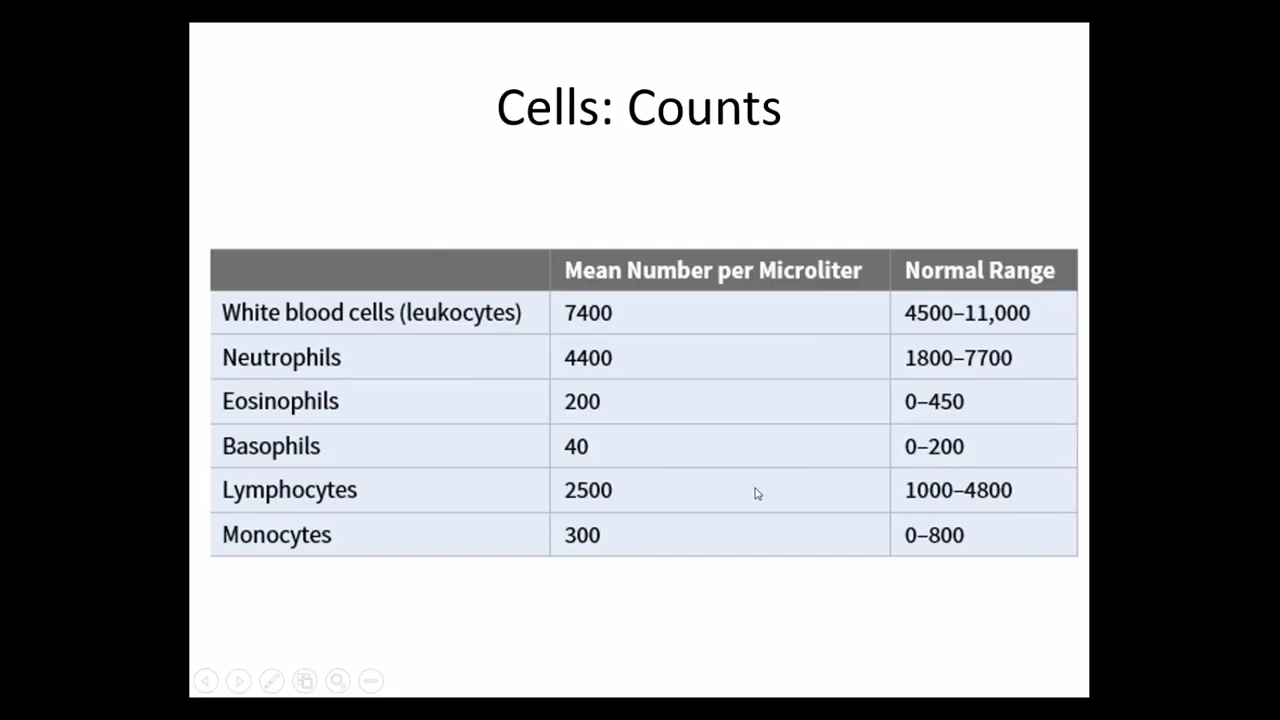 Cells: Counts
Mean Number per Microliter Normal Range
White blood cells (leukocytes) 7400 4500–11,000
Neutrophils 4400 1800–7700
Eosinophils 200 0–450
Basophils 40 0–200
Lymphocytes 2500 1000–4800
Monocytes 300 0–800